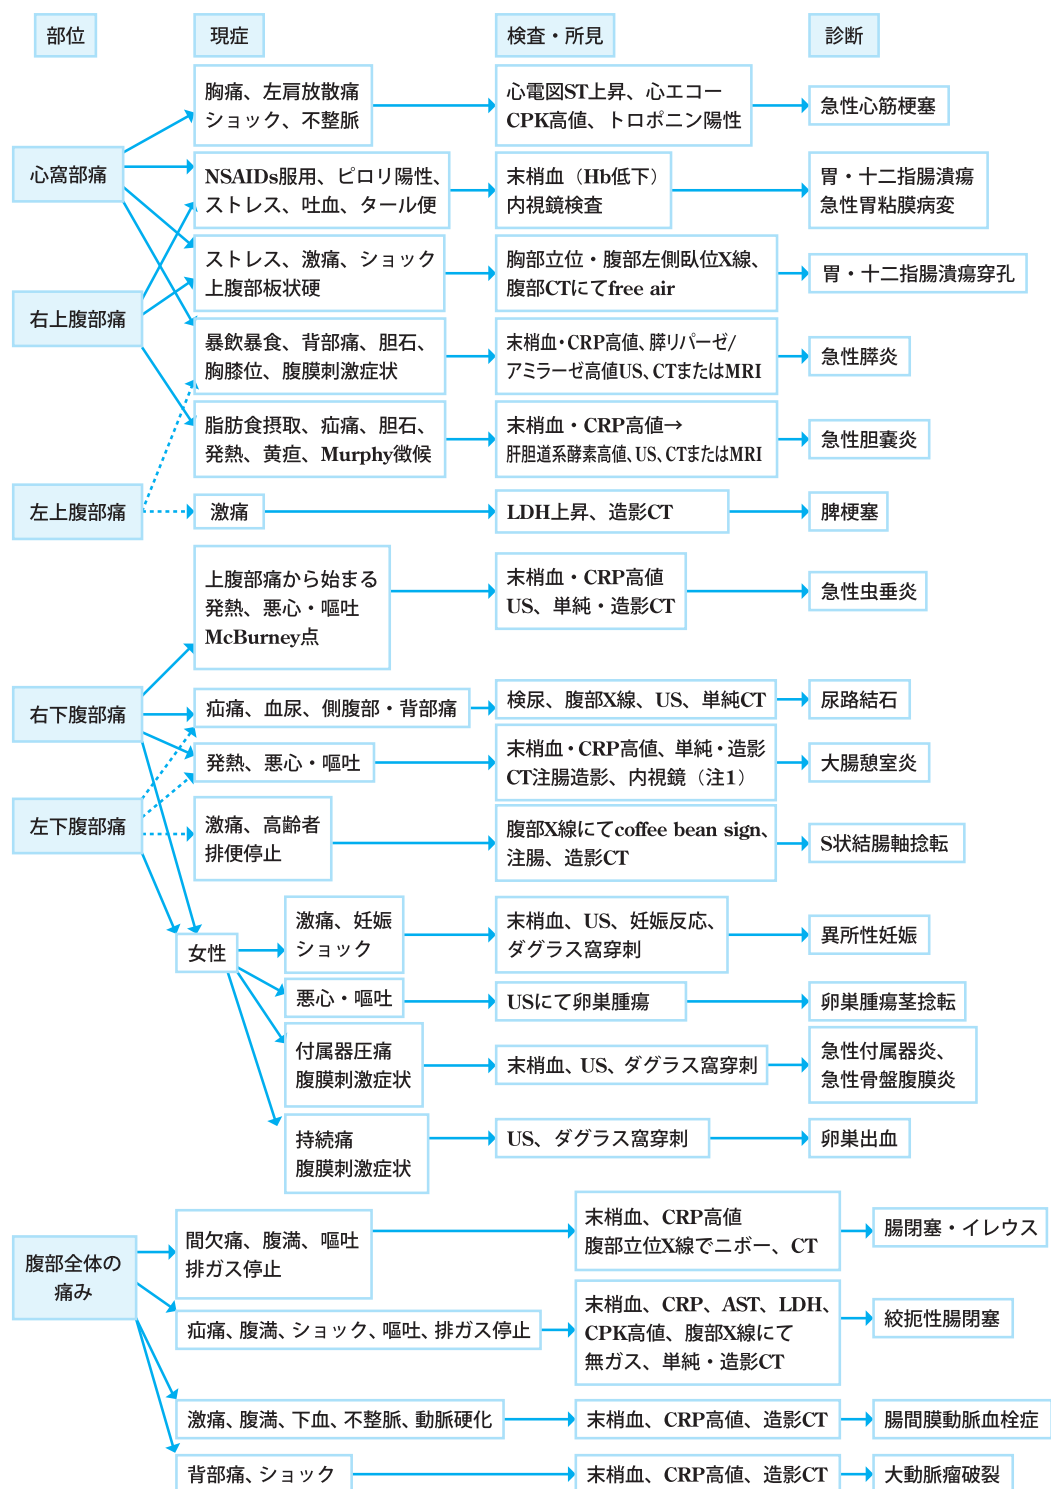 部位
現症
検査・所見
診断
心窩部痛
右上腹部痛
左上腹部痛
胸痛、左肩放散痛
ショック、不整脈
心電図ST上昇、心エコー
CPK高値、トロポニン陽性
急性心筋梗塞
NSAIDs服用、ピロリ陽性、
ストレス、吐血、タール便
末梢血（Hb低下）
内視鏡検査
胃・十二指腸潰瘍
急性胃粘膜病変
ストレス、激痛、ショック
上腹部板状硬
胸部立位・腹部左側臥位X線、
腹部CTにてfree air
胃・十二指腸潰瘍穿孔
暴飲暴食、背部痛、胆石、
胸膝位、腹膜刺激症状
末梢血・CRP高値、膵リパーゼ/
アミラーゼ高値US、CTまたはMRI
急性膵炎
脂肪食摂取、疝痛、胆石、
発熱、黄疸、Murphy徴候
末梢血・CRP高値→
肝胆道系酵素高値、US、CTまたはMRI
急性胆嚢炎
激痛
LDH上昇、造影CT
脾梗塞
右下腹部痛
左下腹部痛
上腹部痛から始まる
発熱、悪心・嘔吐
McBurney点
末梢血・CRP高値
US、単純・造影CT
急性虫垂炎
疝痛、血尿、側腹部・背部痛
検尿、腹部X線、US、単純CT
尿路結石
発熱、悪心・嘔吐
末梢血・CRP高値、単純・造影
CT注腸造影、内視鏡（注1）
大腸憩室炎
激痛、高齢者
排便停止
腹部X線にてcoffee bean sign、
注腸、造影CT
S状結腸軸捻転
女性
激痛、妊娠
ショック
末梢血、US、妊娠反応、
ダグラス窩穿刺
異所性妊娠
悪心・嘔吐
USにて卵巣腫瘍
卵巣腫瘍茎捻転
付属器圧痛
腹膜刺激症状
末梢血、US、ダグラス窩穿刺
急性付属器炎、
急性骨盤腹膜炎
持続痛
腹膜刺激症状
US、ダグラス窩穿刺
卵巣出血
腹部全体の
痛み
間欠痛、腹満、嘔吐
排ガス停止
末梢血、CRP高値
腹部立位X線でニボー、CT
腸閉塞・イレウス
疝痛、腹満、ショック、嘔吐、排ガス停止
末梢血、CRP、AST、LDH、
CPK高値、腹部X線にて
無ガス、単純・造影CT
絞扼性腸閉塞
激痛、腹満、下血、不整脈、動脈硬化
末梢血、CRP高値、造影CT
腸間膜動脈血栓症
背部痛、ショック
末梢血、CRP高値、造影CT
大動脈瘤破裂